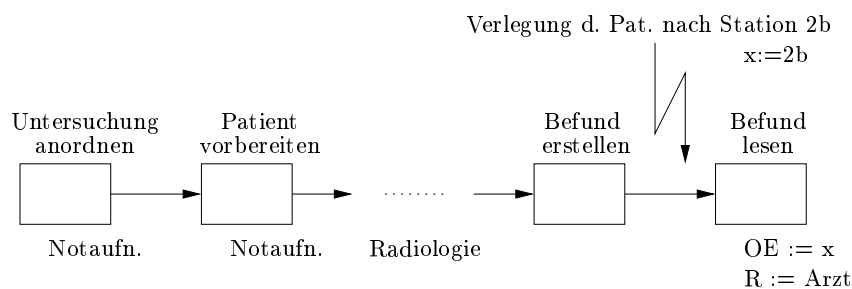 Verlegung d. Pat. nach Station 2b
x:=2b
Untersuchung
anordnen
Patient
vorbereiten
Befund
erstellen
Befund
lesen
Notaufn.
Notaufn.
Radiologie
OE := x
R := Arzt